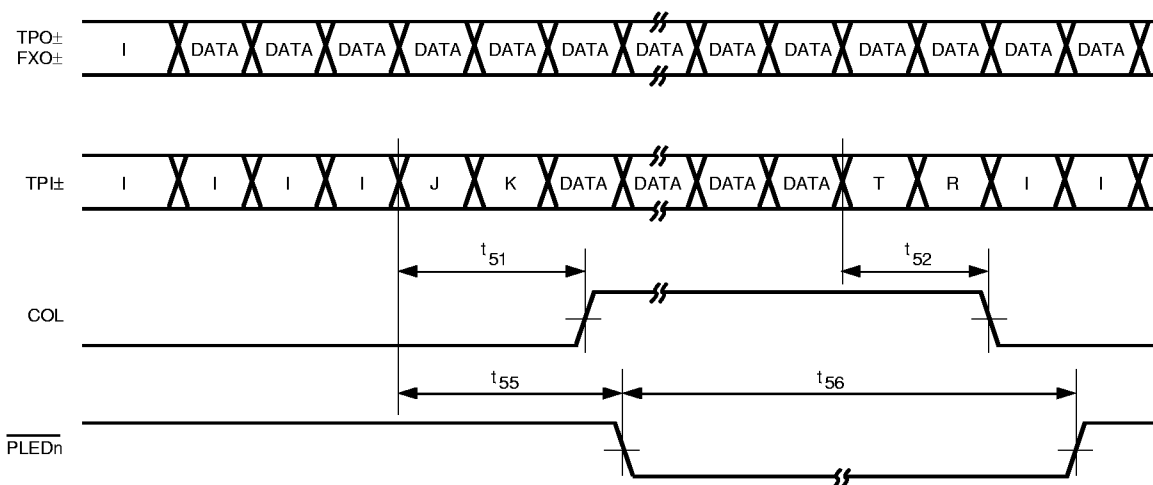 TPO±
FXO±
I DATA DATA DATA DATA DATA DATA DATA DATA DATA DATA DATA DATA DATA
TPI±
I I I I J K DATA DATA DATA DATA T R I I
t51
t52
COL
t55
t56
PLEDn